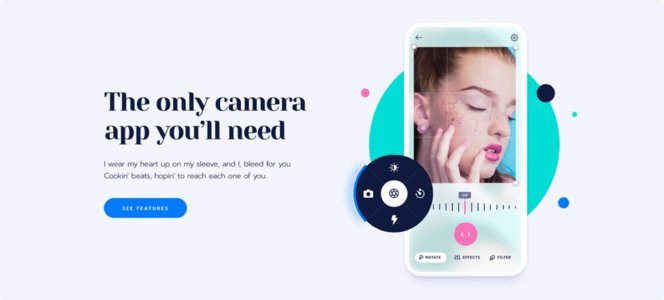 The only camera
app you'll need
I wear my heart up on my sleeve, and I, bleed for you
Cookin' beats, hopin' to reach each one of you.
SEE FEATURES
ROTATE
EFFECTS
FILTER